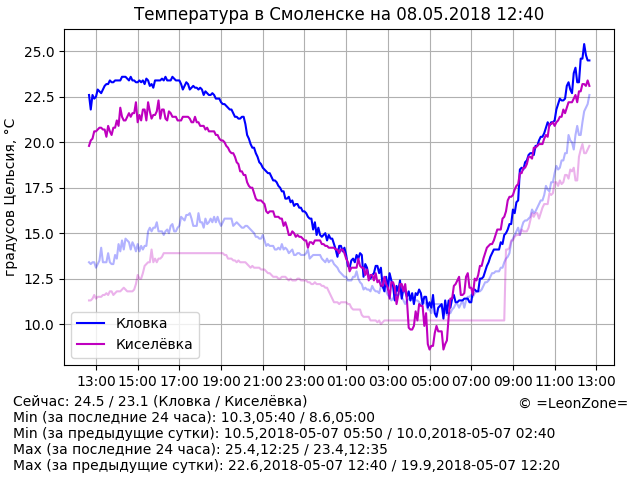 Температура в Смоленске на 08.05.2018 12:40
25.0
22.5
20.0
17.5
15.0
12.5
10.0
градусов Цельсия, °C
Кловка
Киселёвка
13:00 15:00 17:00 19:00 21:00 23:00 01:00 03:00 05:00 07:00 09:00 11:00 13:00
Сейчас: 24.5 / 23.1 (Кловка / Киселёвка)
© =LeonZone=
Min (за последние 24 часа): 10.3,05:40 / 8.6,05:00
Min (за предыдущие сутки): 10.5,2018-05-07 05:50 / 10.0,2018-05-07 02:40
Max (за последние 24 часа): 25.4,12:25 / 23.4,12:35
Max (за предыдущие сутки): 22.6,2018-05-07 12:40 / 19.9,2018-05-07 12:20